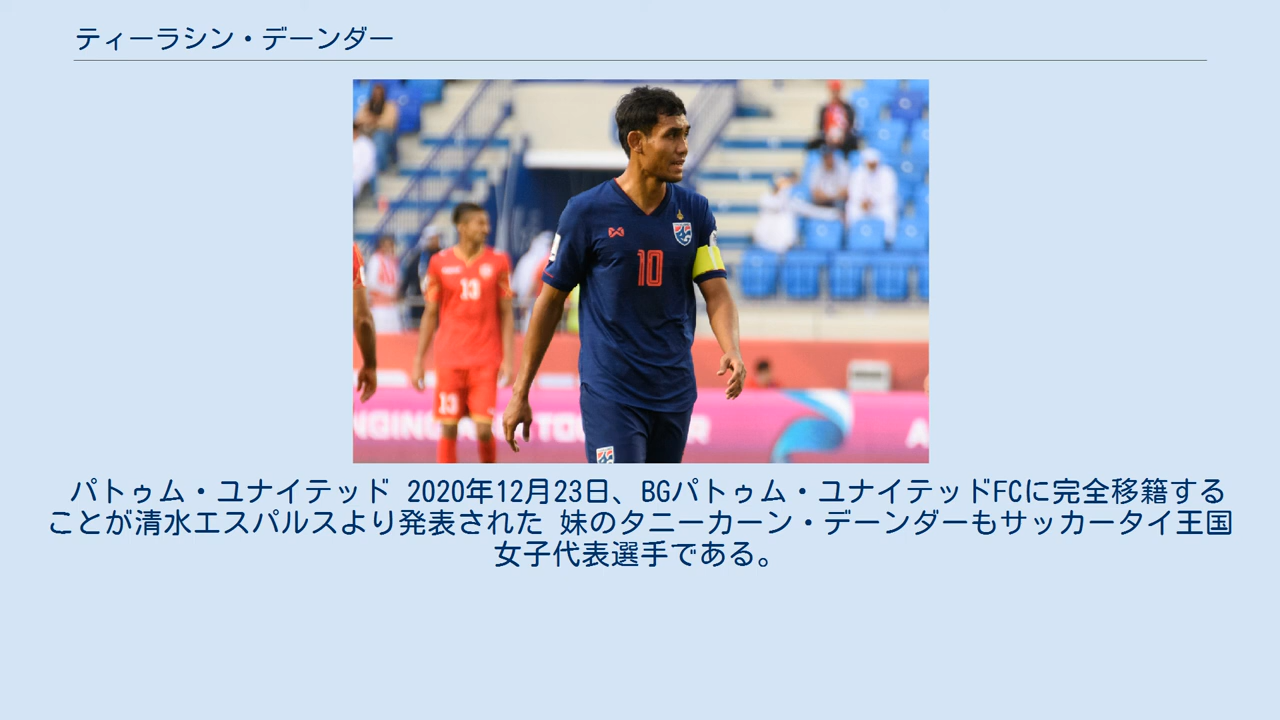 ティーラシン・デーンダー
10
13
13
パトゥム・ユナイテッド 2020年12月23日、BGパトゥム・ユナイテッドFCに完全移籍する
ことが清水エスパルスより発表された 妹のタニーカーン・デーンダーもサッカータイ王国
女子代表選手である。